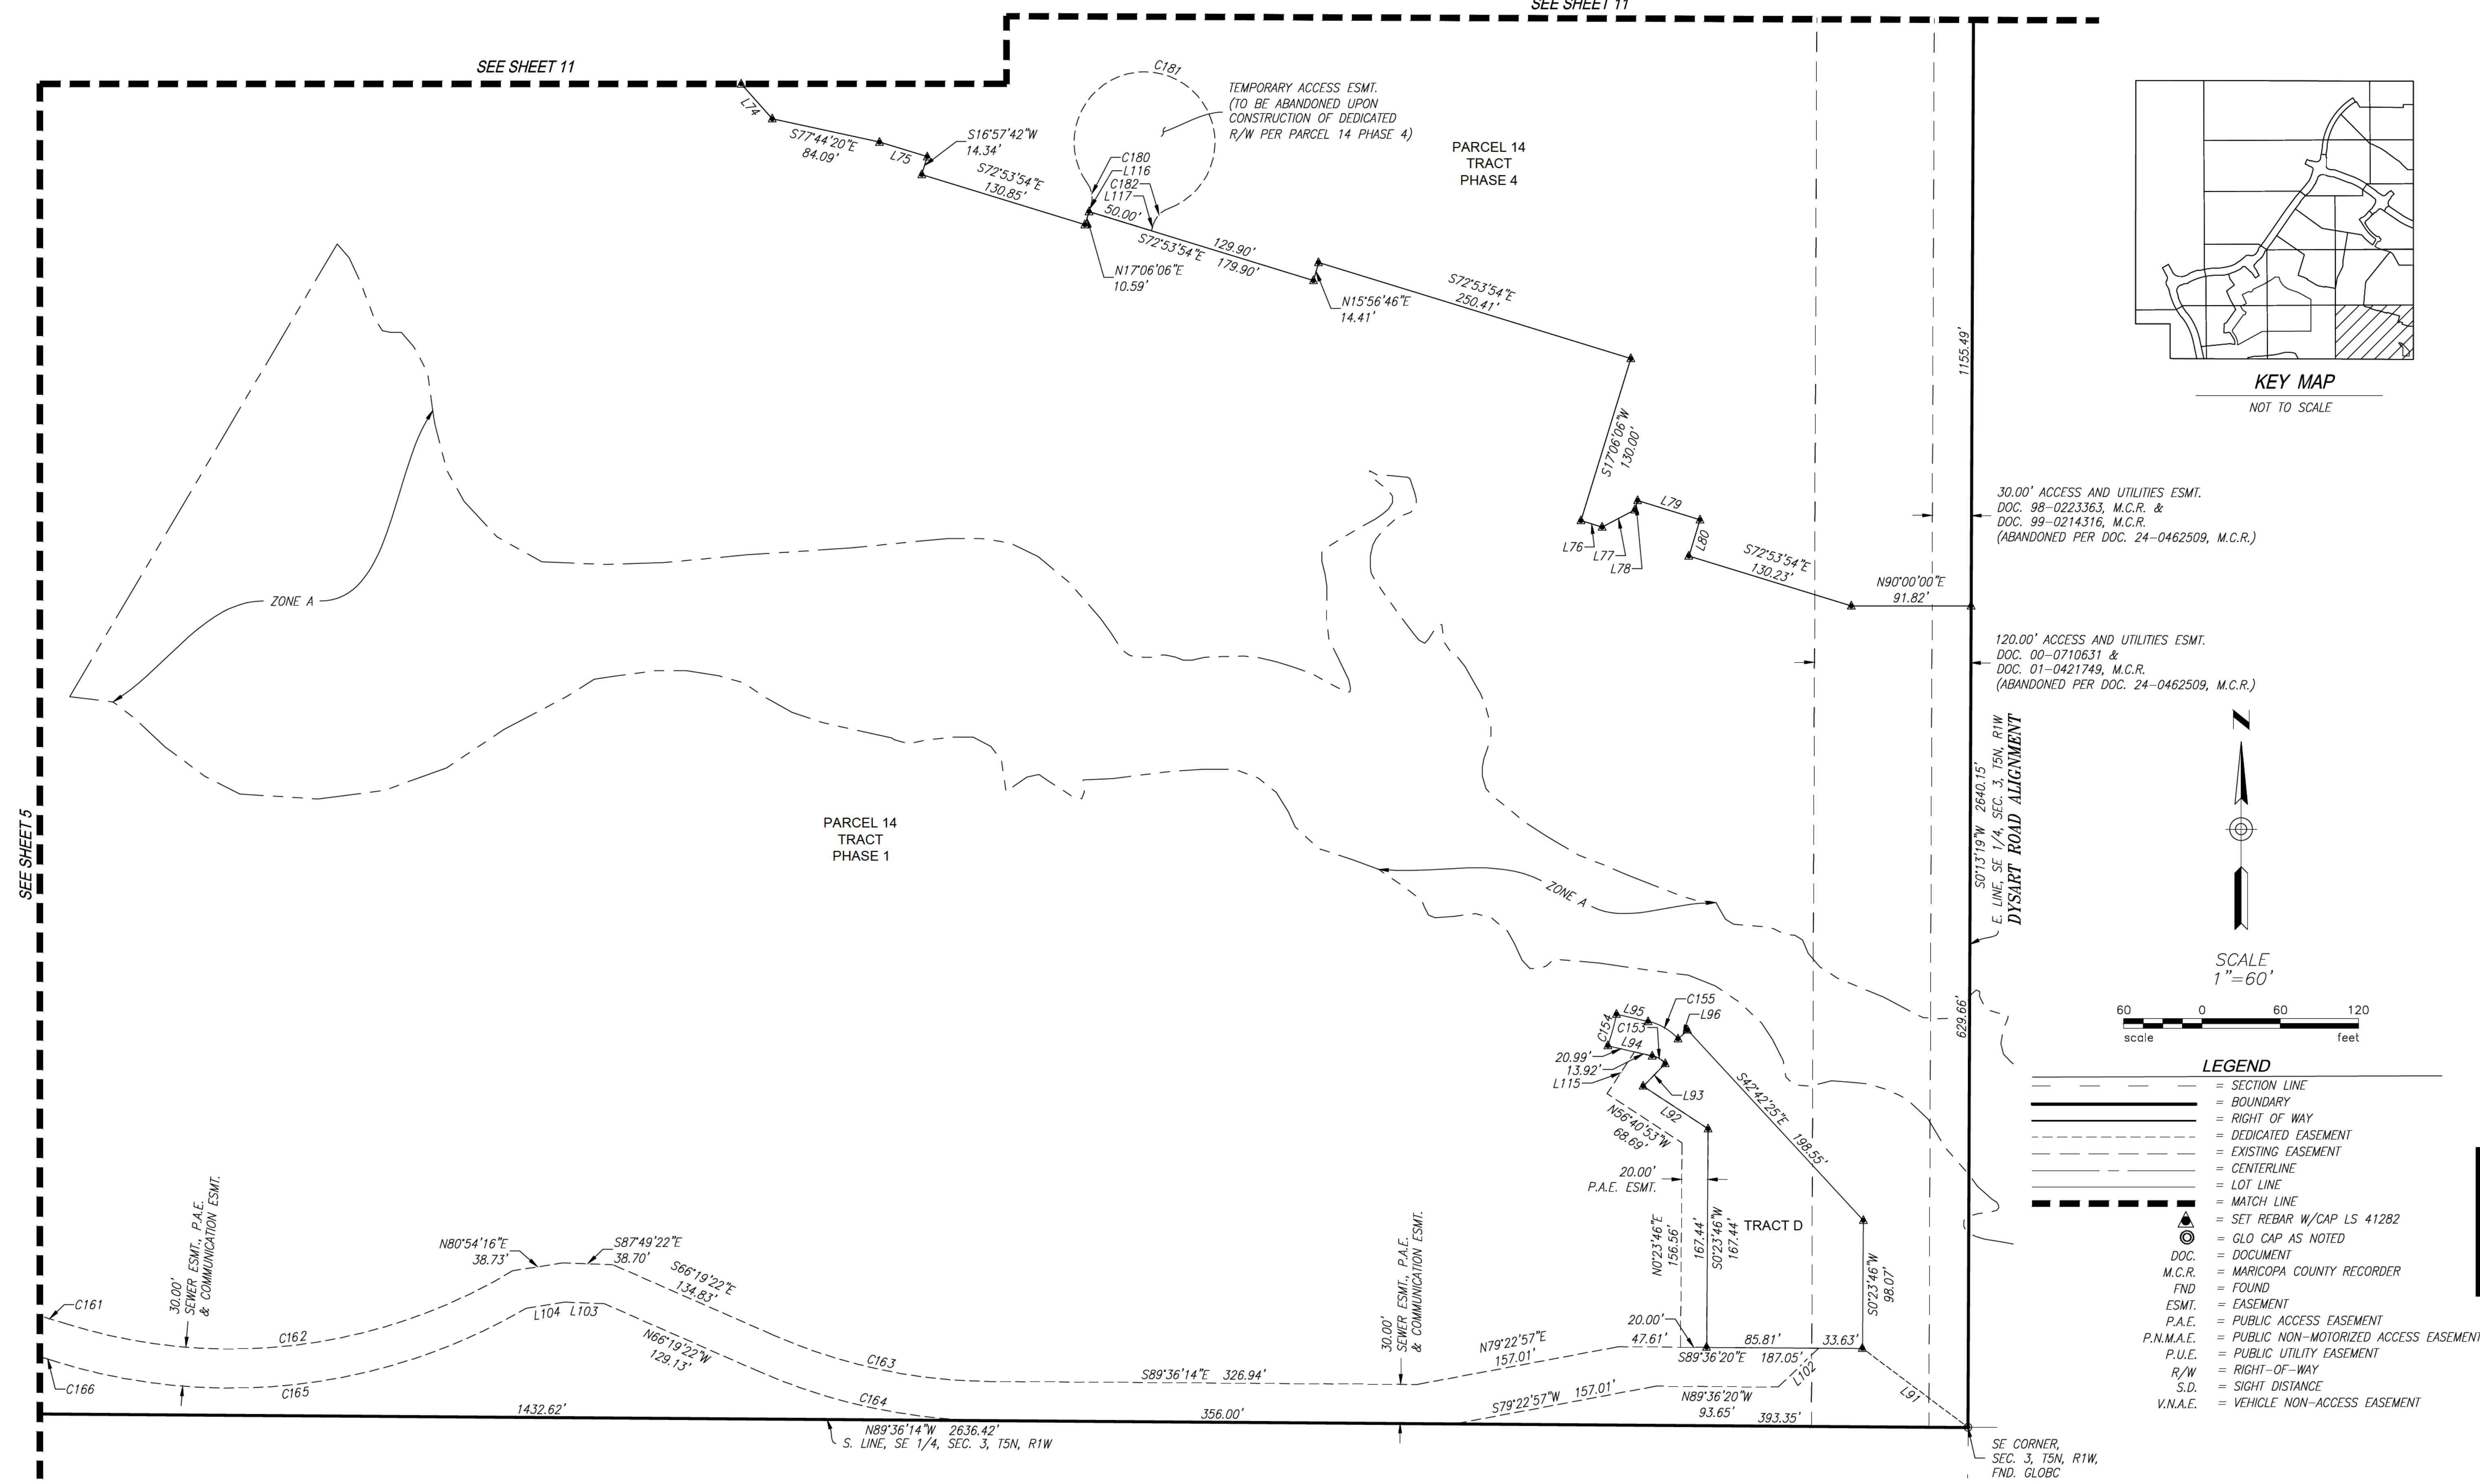 SEE SHEET 11
SEE SHEET 11
SEE SHEET 5
L74
S77°44'20"E
84.09'
L75
S16°57'42"W
14.34'
S72°53'54"E
130.85'
C181
TEMPORARY ACCESS ESMT.
(TO BE ABANDONED UPON
CONSTRUCTION OF DEDICATED
R/W PER PARCEL 14 PHASE 4)
C180
L116
C182
L117
50.00'
129.90'
S72°53'54"E 179.90'
N17°06'06"E
10.59'
N15°56'46"E
14.41'
PARCEL 14
TRACT
PHASE 4
S72°53'54"E
250.41'
S17°06'06"W
130.00'
L76
L77
L78
L79
L80
S72°53'54"E
130.23'
N90°00'00"E
91.82'
1155.49'
KEY MAP
NOT TO SCALE
30.00' ACCESS AND UTILITIES ESMT.
DOC. 98-0223363, M.C.R. &
DOC. 99-0214316, M.C.R.
(ABANDONED PER DOC. 24-0462509, M.C.R.)
120.00' ACCESS AND UTILITIES ESMT.
DOC. 00-0710631 &
DOC. 01-0421749, M.C.R.
(ABANDONED PER DOC. 24-0462509, M.C.R.)
S0°13'19"W 2640.15'
E. LINE, SE 1/4, SEC. 3, T5N, R1W
DYSART ROAD ALIGNMENT
629.66'
ZONE A
PARCEL 14
TRACT
PHASE 1
ZONE A
N
SCALE
1"=60'
60 0 60 120
scale feet
LEGEND
= SECTION LINE
= BOUNDARY
= RIGHT OF WAY
= DEDICATED EASEMENT
= EXISTING EASEMENT
= CENTERLINE
= LOT LINE
= MATCH LINE
= SET REBAR W/CAP LS 41282
= GLO CAP AS NOTED
DOC. = DOCUMENT
M.C.R. = MARICOPA COUNTY RECORDER
FND = FOUND
ESMT. = EASEMENT
P.A.E. = PUBLIC ACCESS EASEMENT
P.N.M.A.E. = PUBLIC NON-MOTORIZED ACCESS EASEMENT
P.U.E. = PUBLIC UTILITY EASEMENT
R/W = RIGHT-OF-WAY
S.D. = SIGHT DISTANCE
V.N.A.E. = VEHICLE NON-ACCESS EASEMENT
C155
L96
L95
C153
C154
L94
20.99'
13.92'
L115
L93
L92
N56°40'53"W
68.69'
S42°42'25"E 198.55'
20.00'
P.A.E. ESMT.
N0°23'46"E
156.56'
167.44'
S0°23'46"W
167.44'
TRACT D
S0°23'46"W
98.07'
20.00'
47.61'
85.81'
33.63'
S89°36'20"E 187.05'
L102
L91
N89°36'20"W
93.65'
393.35'
N79°22'57"E
157.01'
S79°22'57"W 157.01'
30.00'
SEWER ESMT., P.A.E.
& COMMUNICATION ESMT.
S89°36'14"E 326.94'
356.00'
C163
C164
S66°19'22"E
134.83'
N66°19'22"W
129.13'
S87°49'22"E
38.70'
N80°54'16"E
38.73'
L104 L103
30.00'
SEWER ESMT., P.A.E.
& COMMUNICATION ESMT.
C161
C162
C165
C166
1432.62'
N89°36'14"W 2636.42'
S. LINE, SE 1/4, SEC. 3, T5N, R1W
SE CORNER,
SEC. 3, T5N, R1W,
FND. GLOBC